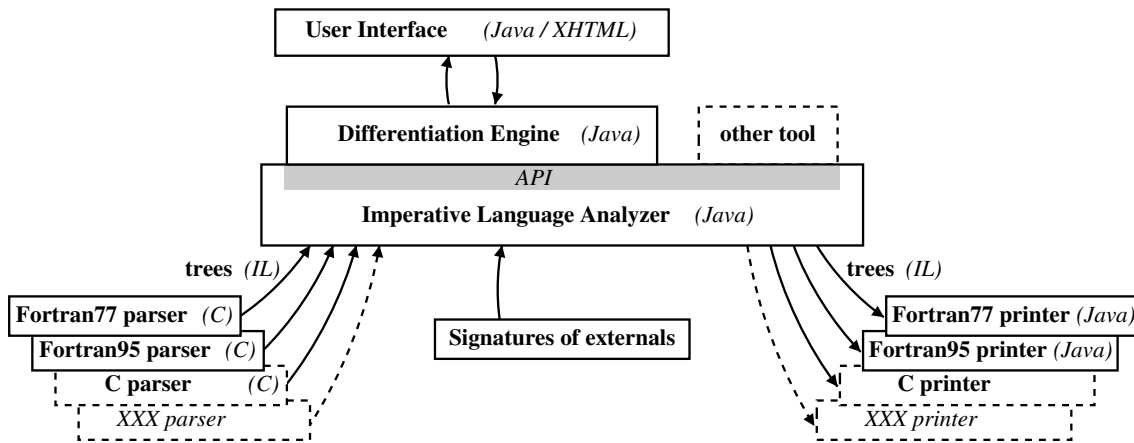 User Interface (Java / XHTML)
Differentiation Engine (Java)
other tool
API
Imperative Language Analyzer (Java)
trees (IL)
trees (IL)
Fortran77 parser (C)
Fortran95 parser (C)
C parser (C)
XXX parser
Signatures of externals
Fortran77 printer (Java)
Fortran95 printer (Java)
C printer
XXX printer